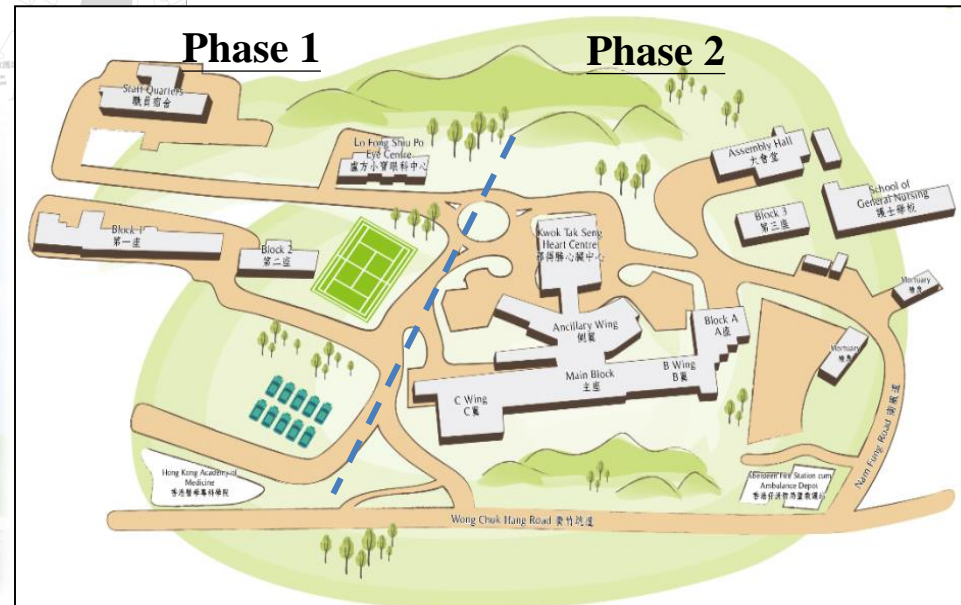 Phase 1
Phase 2
Staff Quarters
職員宿舍
Lo Fong Shiu Po
Eye Centre
盧方小寶眼科中心
Assembly Hall
大會堂
School of
General Nursing
護士學校
Block 1
第一座
Block 2
第二座
Kwok Tak Seng
Heart Centre
郭得勝心臟中心
Block 3
第三座
Mortuary
Ancillary Wing
側翼
Block A
A座
Mortuary
Main Block
主座
B Wing
B翼
C Wing
C翼
Nam Fung Road 南風道
Hong Kong Academy of
Medicine
香港醫學專科學院
Aberdeen Fire Station cum
Ambulance Depot
Wong Chuk Hang Road 黃竹坑道